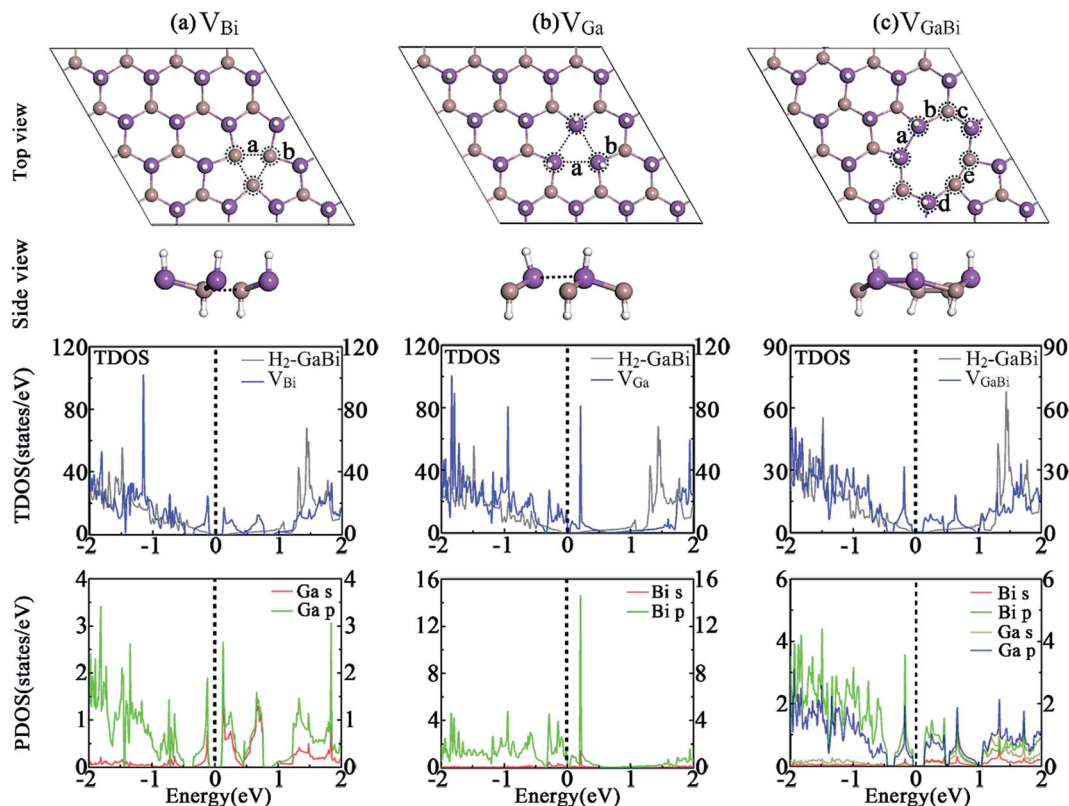 (a) V_Bi
(b) V_Ga
(c) V_GaBi
Top view
a
b
a
b
a
b
c
d
e
Side view
TDOS(states/eV)
120
80
40
0
TDOS
H₂-GaBi
V_Bi
120
80
40
0
-2
-1
0
1
2
120
80
40
0
TDOS
H₂-GaBi
V_Ga
120
80
40
0
-2
-1
0
1
2
90
60
30
0
TDOS
H₂-GaBi
V_GaBi
90
60
30
0
-2
-1
0
1
2
PDOS(states/eV)
4
3
2
1
0
Ga s
Ga p
4
3
2
1
0
-2
-1
0
1
2
Energy(eV)
16
12
8
4
0
Bi s
Bi p
16
12
8
4
0
-2
-1
0
1
2
Energy(eV)
6
4
2
0
Bi s
Bi p
Ga s
Ga p
6
4
2
0
-2
-1
0
1
2
Energy(eV)